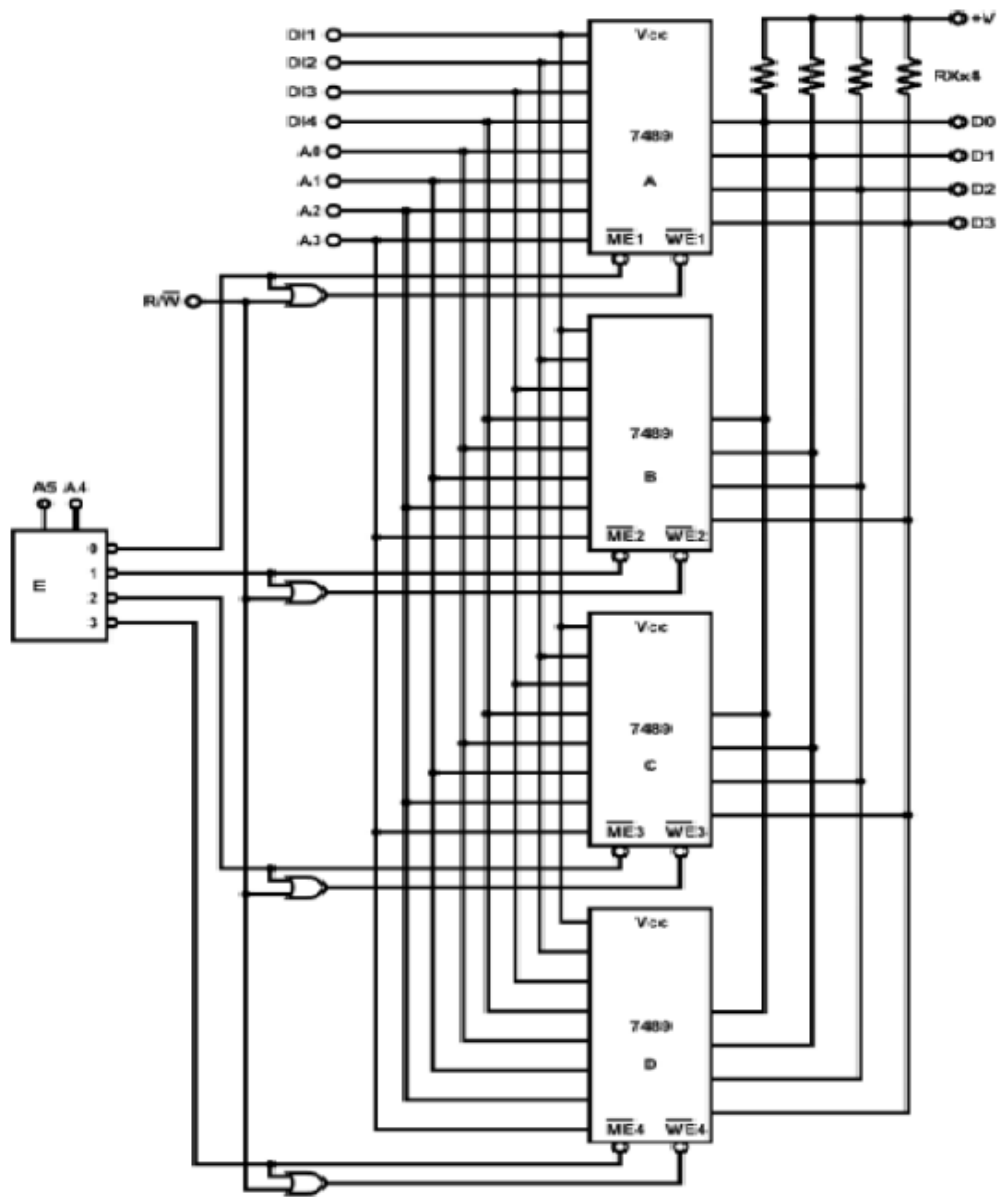 DI1
DI2
DI3
DI4
A0
A1
A2
A3
R/W
Vcc
7489
A
ME1 WE1
+V
RXx4
D0
D1
D2
D3
7489
B
ME2 WE2
A5 A4
E
0
1
2
3
Vcc
7489
C
ME3 WE3
Vcc
7489
D
ME4 WE4